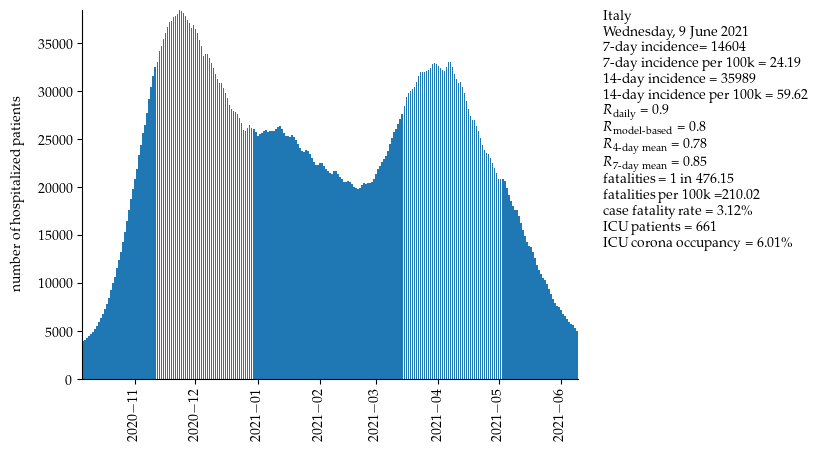 Italy
Wednesday, 9 June 2021
7-day incidence= 14604
7-day incidence per 100k = 24.19
14-day incidence = 35989
14-day incidence per 100k = 59.62
R daily = 0.9
R model-based = 0.8
R 4-day mean = 0.78
R 7-day mean = 0.85
fatalities = 1 in 476.15
fatalities per 100k =210.02
case fatality rate = 3.12%
ICU patients = 661
ICU corona occupancy = 6.01%
number of hospitalized patients
35000
30000
25000
20000
15000
10000
5000
0
2020−11
2020−12
2021−01
2021−02
2021−03
2021−04
2021−05
2021−06